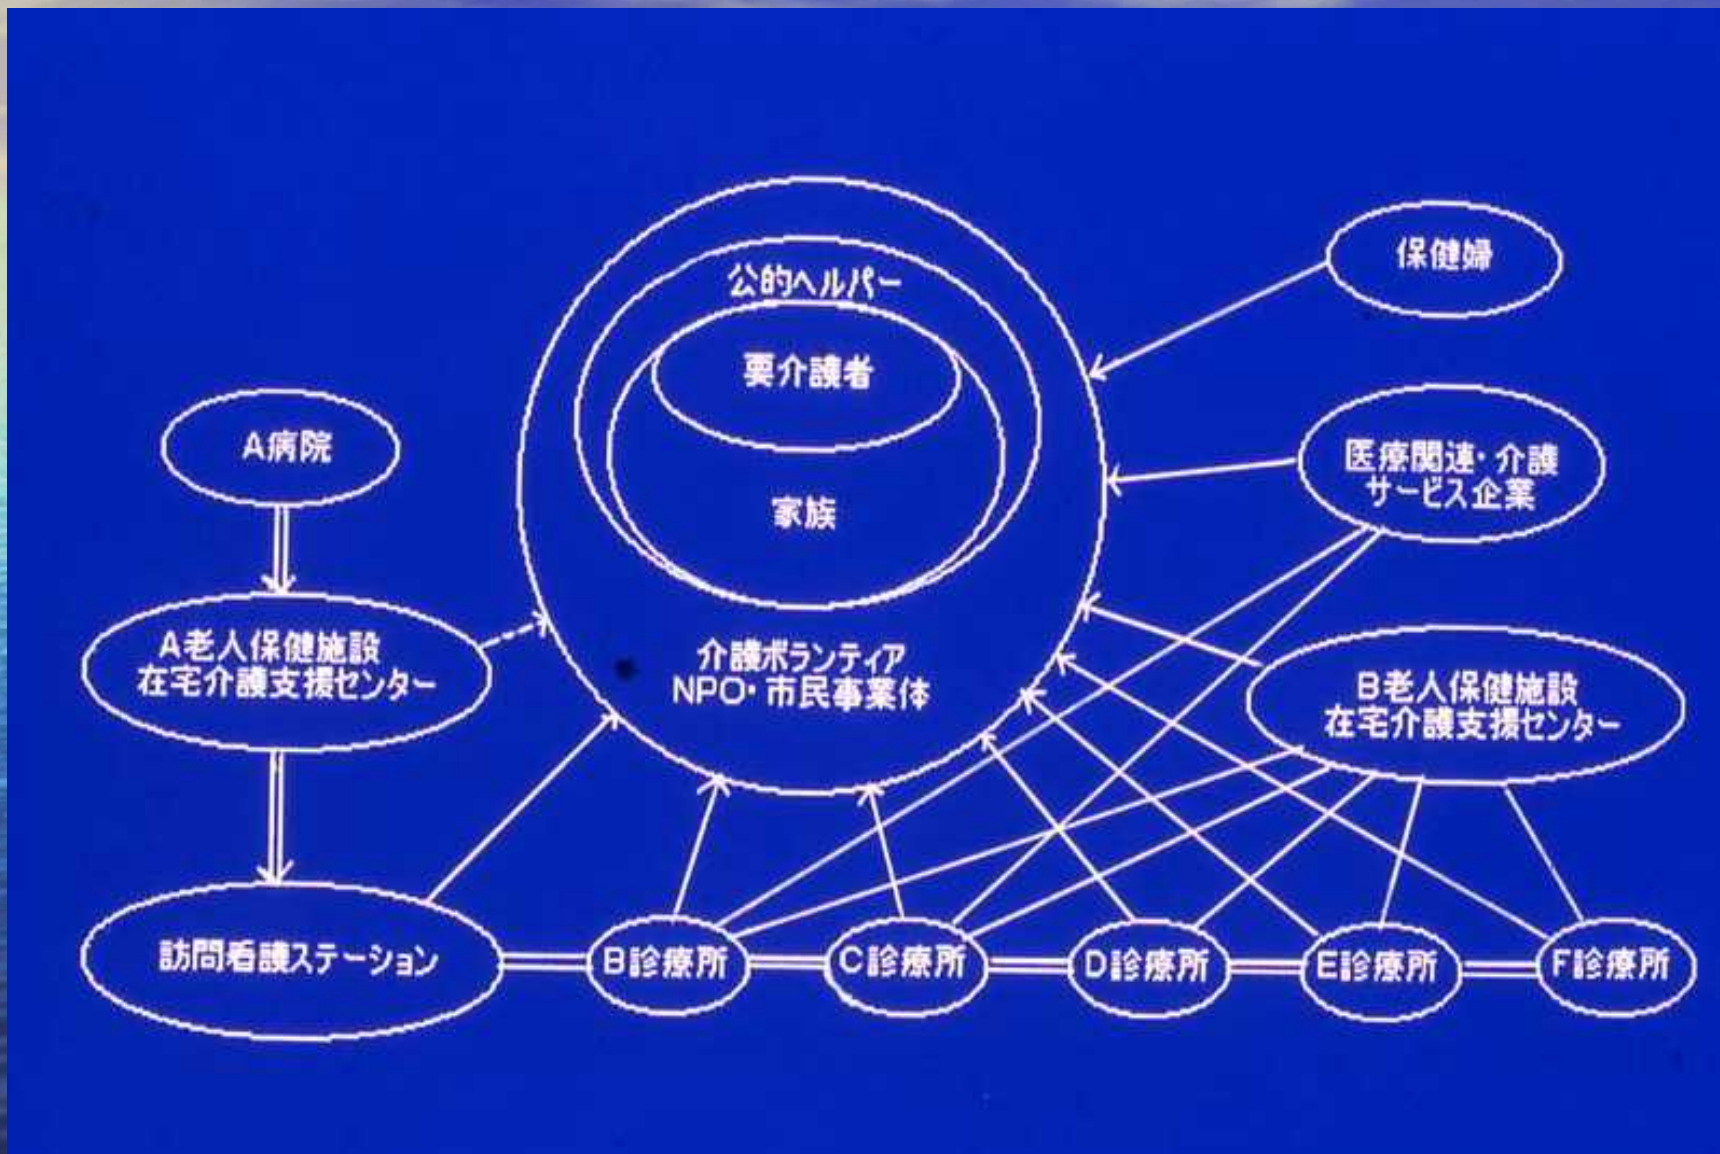 保健婦
公的ヘルパー
要介護者
A病院
医療関連・介護
サービス企業
家族
A老人保健施設
在宅介護支援センター
介護ボランティア
NPO・市民事業体
B老人保健施設
在宅介護支援センター
訪問看護ステーション
B診療所
C診療所
D診療所
E診療所
F診療所